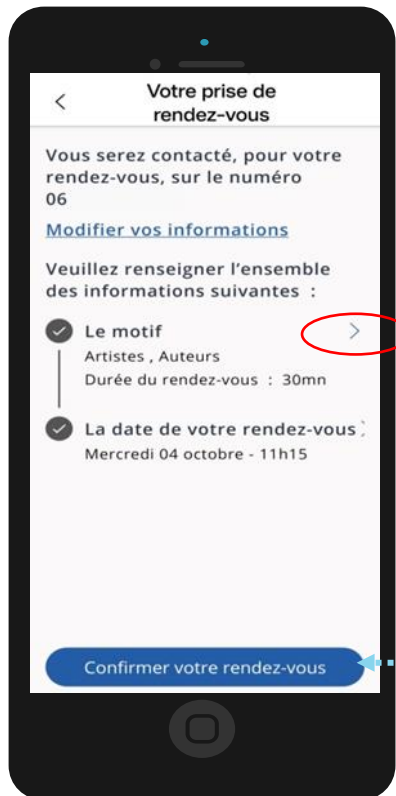 Votre prise de
rendez-vous
Vous serez contacté, pour votre
rendez-vous, sur le numéro
06
Modifier vos informations
Veuillez renseigner l’ensemble
des informations suivantes :
Le motif
Artistes , Auteurs
Durée du rendez-vous : 30mn
La date de votre rendez-vous
Mercredi 04 octobre - 11h15
Confirmer votre rendez-vous